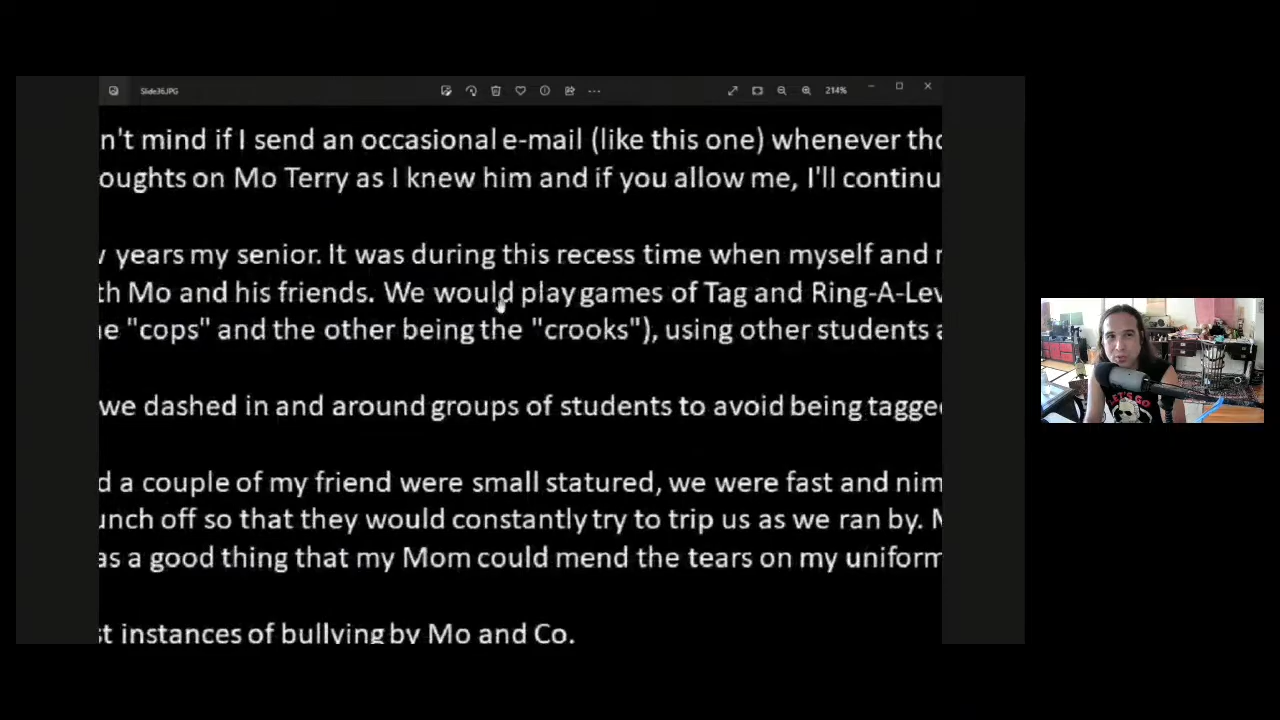 Slide36.JPG
214%
n't mind if I send an occasional e-mail (like this one) whenever tho
oughts on Mo Terry as I knew him and if you allow me, I'll continu
years my senior. It was during this recess time when myself and
th Mo and his friends. We would play games of Tag and Ring-A-Lev
e "cops" and the other being the "crooks"), using other students a
we dashed in and around groups of students to avoid being tagge
d a couple of my friend were small statured, we were fast and nim
unch off so that they would constantly try to trip us as we ran by.
as a good thing that my Mom could mend the tears on my uniform
st instances of bullying by Mo and Co.
LET'S GO